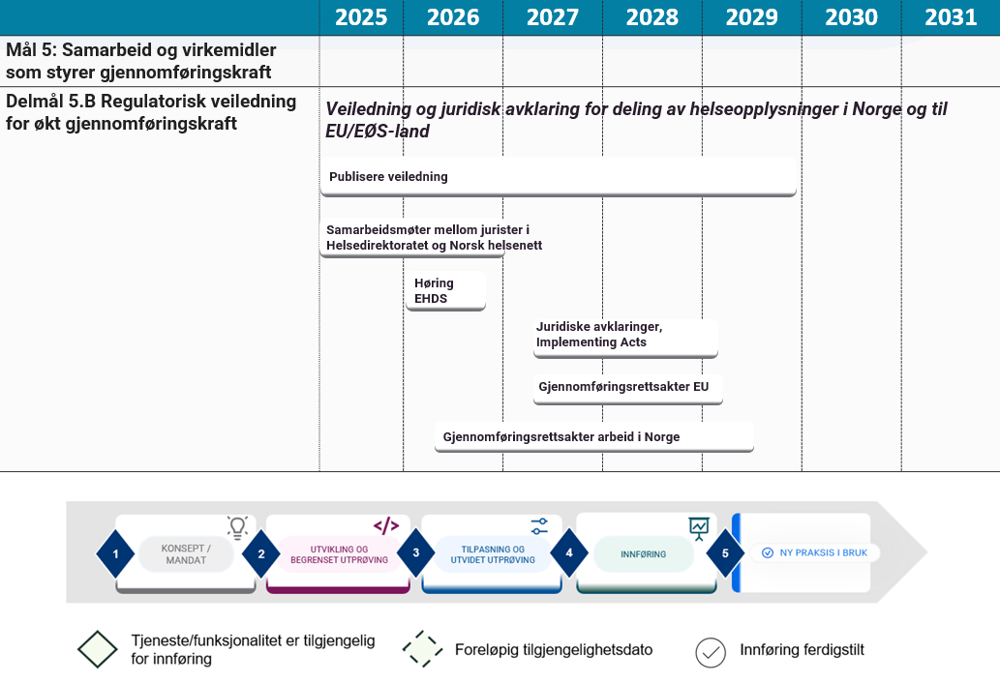 2025 2026 2027 2028 2029 2030 2031
Mål 5: Samarbeid og virkemidler
som styrer gjennomføringskraft
Delmål 5.B Regulatorisk veiledning
for økt gjennomføringskraft
Veiledning og juridisk avklaring for deling av helseopplysninger i Norge og til
EU/EØS-land
Publisere veiledning
Samarbeidsmøter mellom jurister i
Helsedirektoratet og Norsk helsenett
Høring
EHDS
Juridiske avklaringer,
Implementing Acts
Gjennomføringsrettsakter EU
Gjennomføringsrettsakter arbeid i Norge
1
KONSEPT /
MANDAT
2
UTVIKLING OG
BEGRENSET UTPRØVING
3
TILPASNING OG
UTVIDET UTPRØVING
4
INNFØRING
5
NY PRAKSIS I BRUK
Tjeneste/funksjonalitet er tilgjengelig
for innføring
Foreløpig tilgjengelighetsdato
Innføring ferdigstilt